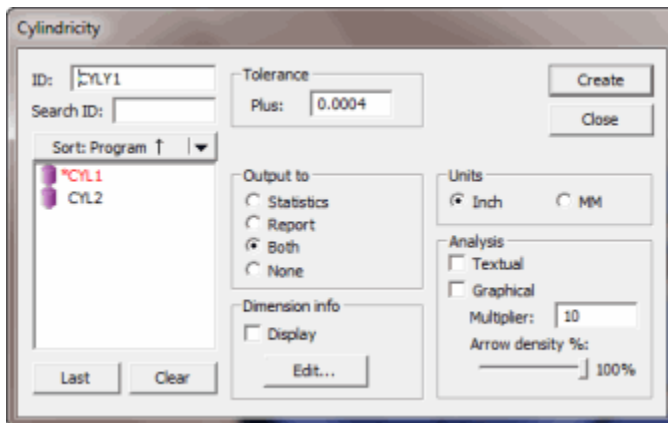 Cylindricity
ID: CYLY1
Search ID:
Sort: Program ↑
*CYL1
CYL2
Last Clear
Tolerance
Plus: 0.0004
Output to
Statistics
Report
Both
None
Dimension info
Display
Edit...
Create
Close
Units
Inch MM
Analysis
Textual
Graphical
Multiplier: 10
Arrow density %:
100%